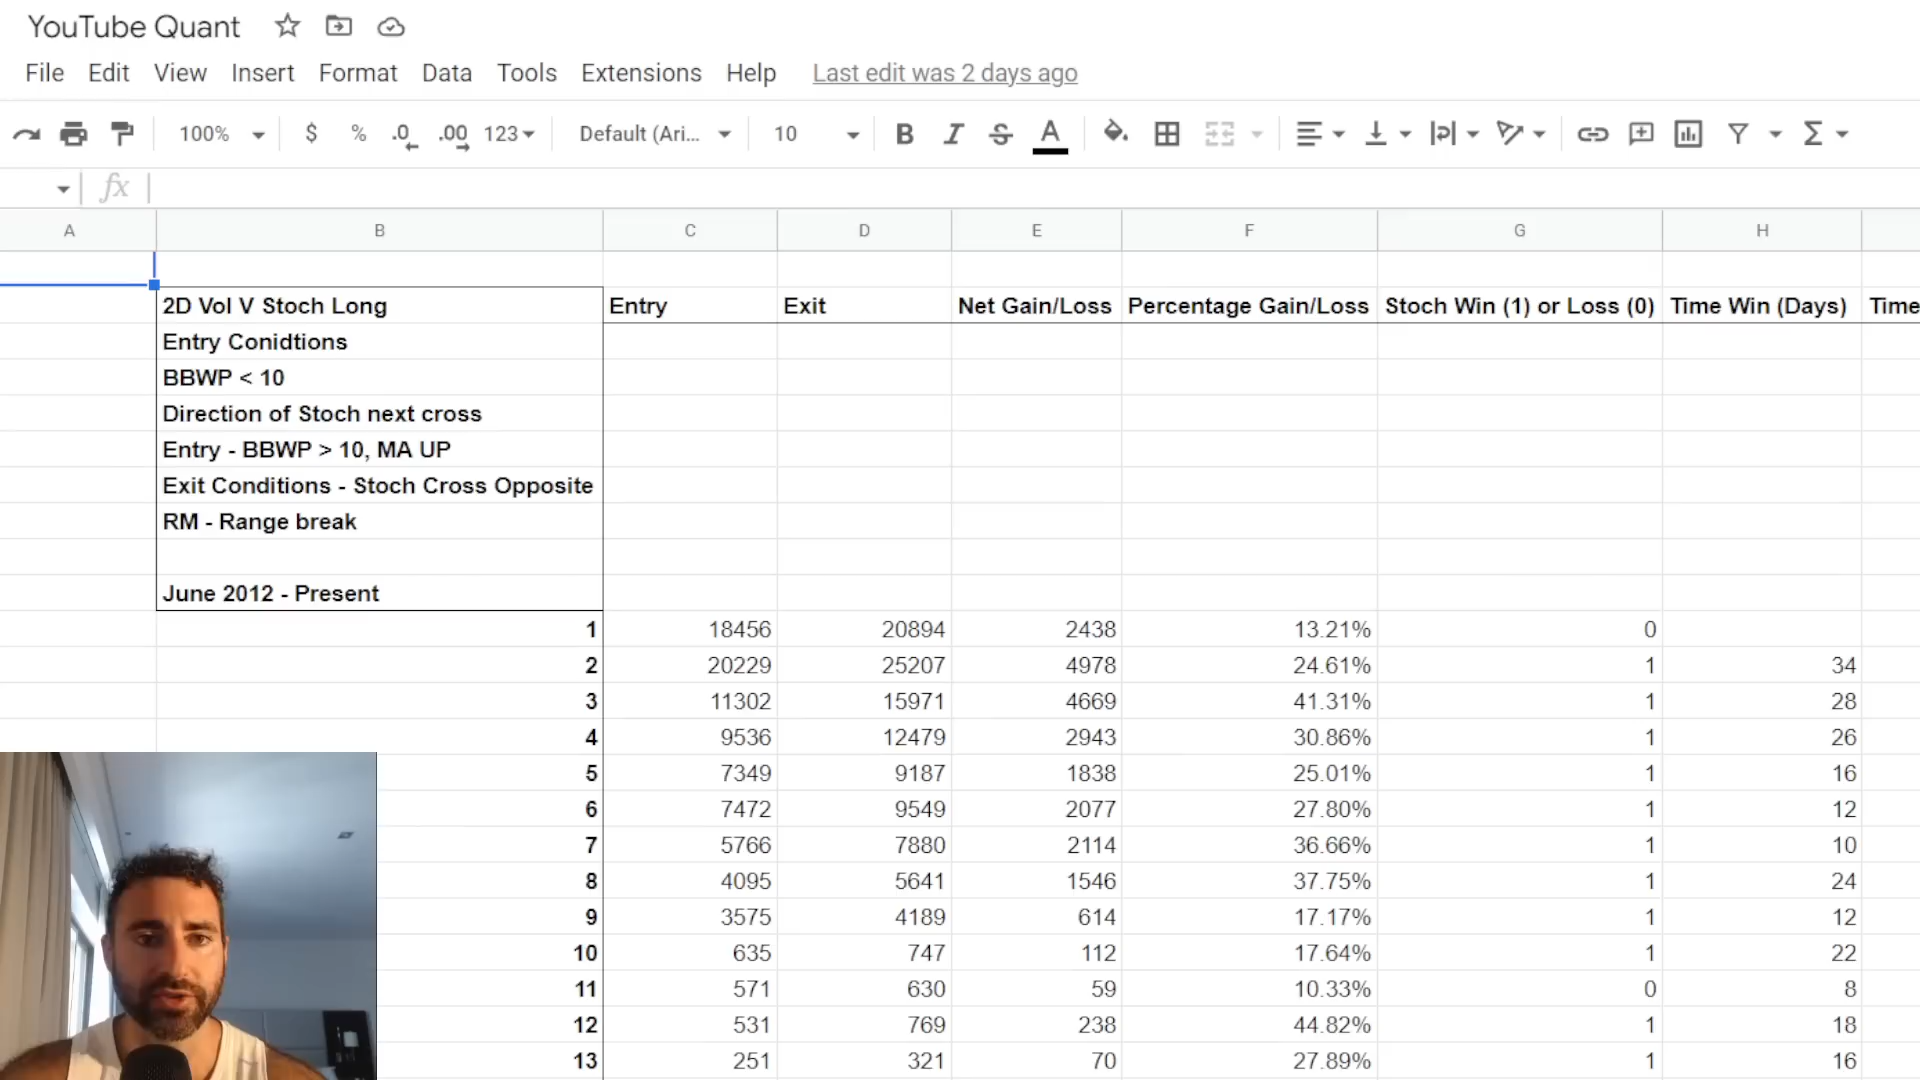 YouTube Quant
File Edit View Insert Format Data Tools Extensions Help Last edit was 2 days ago
100% $ % .0 .00 123 Default (Ari... 10 B I S A
fx
A B C D E F G H
2D Vol V Stoch Long Entry Exit Net Gain/Loss Percentage Gain/Loss Stoch Win (1) or Loss (0) Time Win (Days) Time
Entry Conidtions
BBWP < 10
Direction of Stoch next cross
Entry - BBWP > 10, MA UP
Exit Conditions - Stoch Cross Opposite
RM - Range break
June 2012 - Present
1 18456 20894 2438 13.21% 0
2 20229 25207 4978 24.61% 1 34
3 11302 15971 4669 41.31% 1 28
4 9536 12479 2943 30.86% 1 26
5 7349 9187 1838 25.01% 1 16
6 7472 9549 2077 27.80% 1 12
7 5766 7880 2114 36.66% 1 10
8 4095 5641 1546 37.75% 1 24
9 3575 4189 614 17.17% 1 12
10 635 747 112 17.64% 1 22
11 571 630 59 10.33% 0 8
12 531 769 238 44.82% 1 18
13 251 321 70 27.89% 1 16